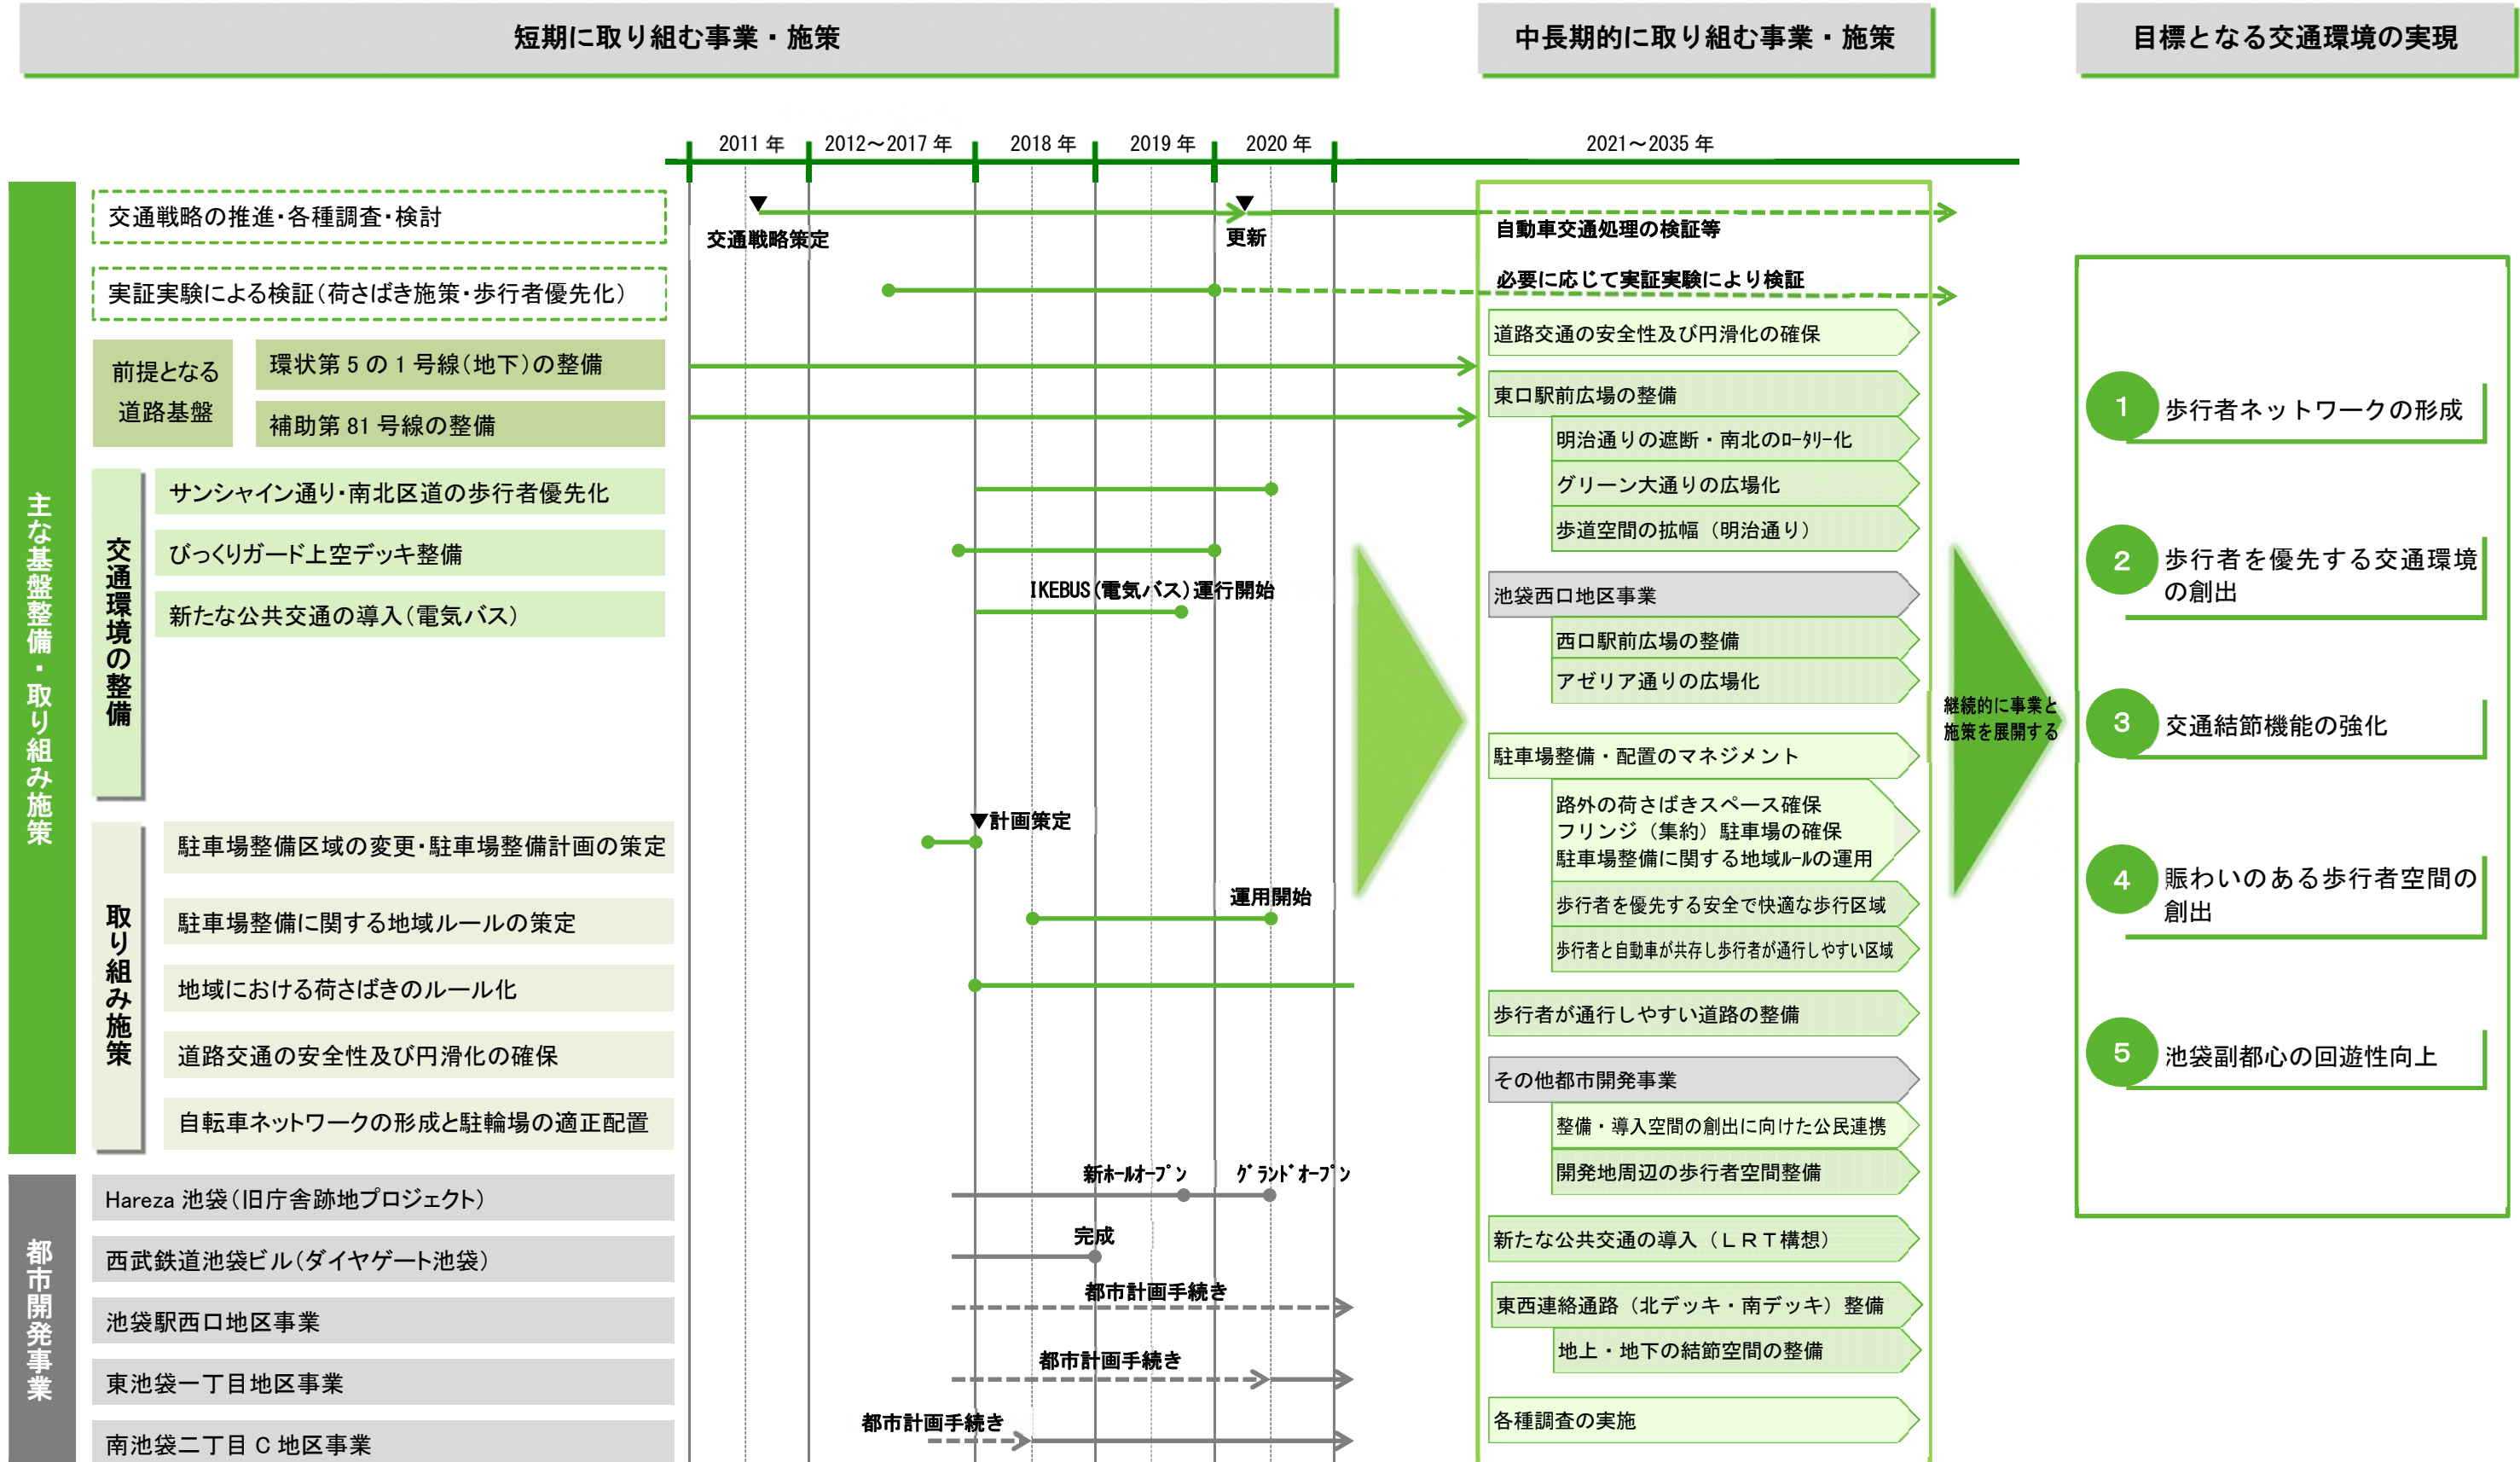 短期に取り組む事業・施策
中長期的に取り組む事業・施策
目標となる交通環境の実現
2011 年
2012～2017 年
2018 年
2019 年
2020 年
2021～2035 年
主な基盤整備・取り組み施策
交通戦略の推進・各種調査・検討
交通戦略策定
更新
自動車交通処理の検証等
実証実験による検証（荷さばき施策・歩行者優先化）
必要に応じて実証実験により検証
前提となる
道路基盤
環状第 5 の 1 号線（地下）の整備
補助第 81 号線の整備
交通環境の整備
サンシャイン通り・南北区道の歩行者優先化
びっくりガード上空デッキ整備
新たな公共交通の導入（電気バス）
IKEBUS（電気バス）運行開始
取り組み施策
駐車場整備区域の変更・駐車場整備計画の策定
▼計画策定
駐車場整備に関する地域ルールの策定
運用開始
地域における荷さばきのルール化
道路交通の安全性及び円滑化の確保
自転車ネットワークの形成と駐輪場の適正配置
都市開発事業
Hareza 池袋（旧庁舎跡地プロジェクト）
新ﾎｰﾙｵｰﾌﾟﾝ
ｸﾞﾗﾝﾄﾞｵｰﾌﾟﾝ
西武鉄道池袋ビル（ダイヤゲート池袋）
完成
池袋駅西口地区事業
都市計画手続き
東池袋一丁目地区事業
都市計画手続き
南池袋二丁目 C 地区事業
都市計画手続き
道路交通の安全性及び円滑化の確保
東口駅前広場の整備
明治通りの遮断・南北のﾛｰﾀﾘｰ化
グリーン大通りの広場化
歩道空間の拡幅（明治通り）
池袋西口地区事業
西口駅前広場の整備
アゼリア通りの広場化
駐車場整備・配置のマネジメント
路外の荷さばきスペース確保
フリンジ（集約）駐車場の確保
駐車場整備に関する地域ﾙｰﾙの運用
歩行者を優先する安全で快適な歩行区域
歩行者と自動車が共存し歩行者が通行しやすい区域
歩行者が通行しやすい道路の整備
その他都市開発事業
整備・導入空間の創出に向けた公民連携
開発地周辺の歩行者空間整備
新たな公共交通の導入（ＬＲＴ構想）
東西連絡通路（北デッキ・南デッキ）整備
地上・地下の結節空間の整備
各種調査の実施
継続的に事業と
施策を展開する
1 歩行者ネットワークの形成
2 歩行者を優先する交通環境
の創出
3 交通結節機能の強化
4 賑わいのある歩行者空間の
創出
5 池袋副都心の回遊性向上